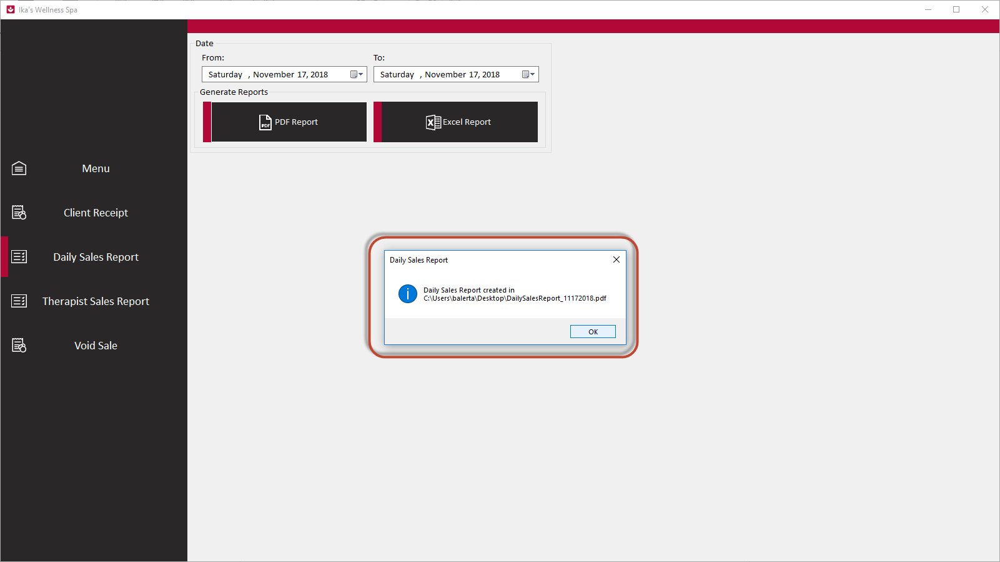 Ika's Wellness Spa
Date
From:
To:
Saturday , November 17, 2018
Saturday , November 17, 2018
Generate Reports
PDF
PDF Report
X
Excel Report
Menu
Client Receipt
Daily Sales Report
Therapist Sales Report
Void Sale
Daily Sales Report
Daily Sales Report created in
C:\Users\balerta\Desktop\DailySalesReport_11172018.pdf
OK